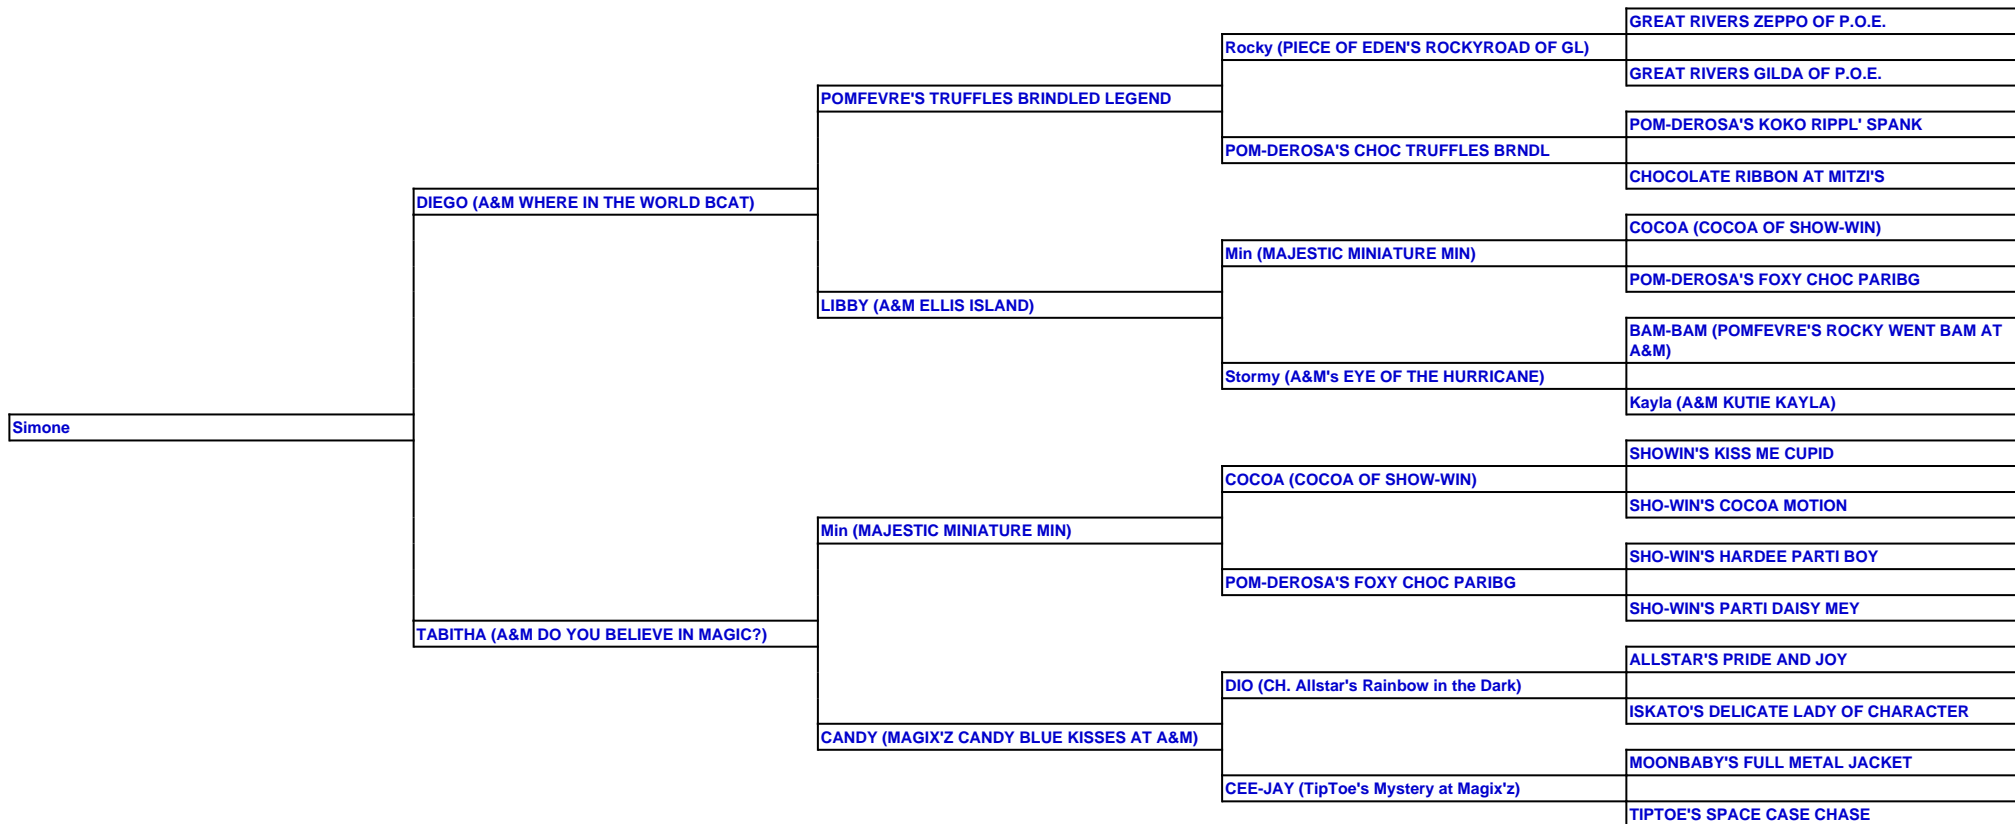 GREAT RIVERS ZEPPO OF P.O.E.
Rocky (PIECE OF EDEN'S ROCKYROAD OF GL)
GREAT RIVERS GILDA OF P.O.E.
POMFEVRE'S TRUFFLES BRINDLED LEGEND
POM-DEROSA'S KOKO RIPPL' SPANK
POM-DEROSA'S CHOC TRUFFLES BRNDL
CHOCOLATE RIBBON AT MITZI'S
DIEGO (A&M WHERE IN THE WORLD BCAT)
COCOA (COCOA OF SHOW-WIN)
Min (MAJESTIC MINIATURE MIN)
POM-DEROSA'S FOXY CHOC PARIBG
LIBBY (A&M ELLIS ISLAND)
BAM-BAM (POMFEVRE'S ROCKY WENT BAM AT
A&M)
Stormy (A&M's EYE OF THE HURRICANE)
Kayla (A&M KUTIE KAYLA)
Simone
SHOWIN'S KISS ME CUPID
COCOA (COCOA OF SHOW-WIN)
SHO-WIN'S COCOA MOTION
Min (MAJESTIC MINIATURE MIN)
SHO-WIN'S HARDEE PARTI BOY
POM-DEROSA'S FOXY CHOC PARIBG
SHO-WIN'S PARTI DAISY MEY
TABITHA (A&M DO YOU BELIEVE IN MAGIC?)
ALLSTAR'S PRIDE AND JOY
DIO (CH. Allstar's Rainbow in the Dark)
ISKATO'S DELICATE LADY OF CHARACTER
CANDY (MAGIX'Z CANDY BLUE KISSES AT A&M)
MOONBABY'S FULL METAL JACKET
CEE-JAY (TipToe's Mystery at Magix'z)
TIPTOE'S SPACE CASE CHASE